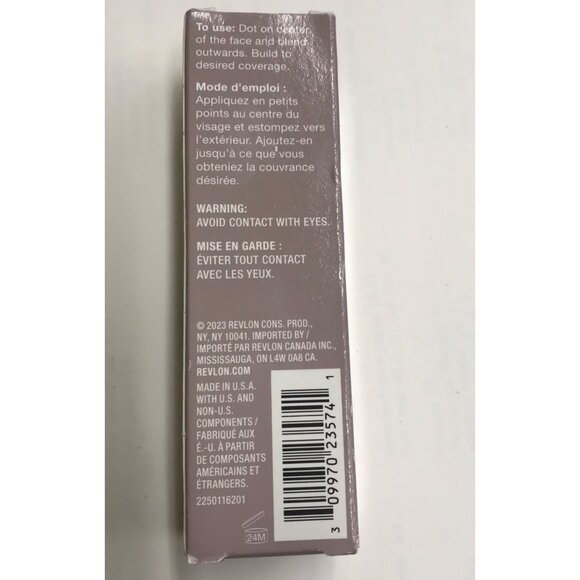 To use: Dot on center
of the face and blend
outwards. Build to
desired coverage.
Mode d'emploi :
Appliquez en petits
points au centre du
visage et estompez vers
l'extérieur. Ajoutez-en
jusqu'à ce que vous
obteniez la couvrance
désirée.
WARNING:
AVOID CONTACT WITH EYES.
MISE EN GARDE :
ÉVITER TOUT CONTACT
AVEC LES YEUX.
© 2023 REVLON CONS. PROD.,
NY, NY 10041. IMPORTED BY /
IMPORTÉ PAR REVLON CANADA INC.,
MISSISSAUGA, ON L4W 0A8 CA.
REVLON.COM
MADE IN U.S.A.
WITH U.S. AND
NON-U.S.
COMPONENTS /
FABRIQUÉ AUX
É.-U. À PARTIR
DE COMPOSANTS
AMÉRICAINS ET
ÉTRANGERS.
2250116201
24M
3 09970 23574 1